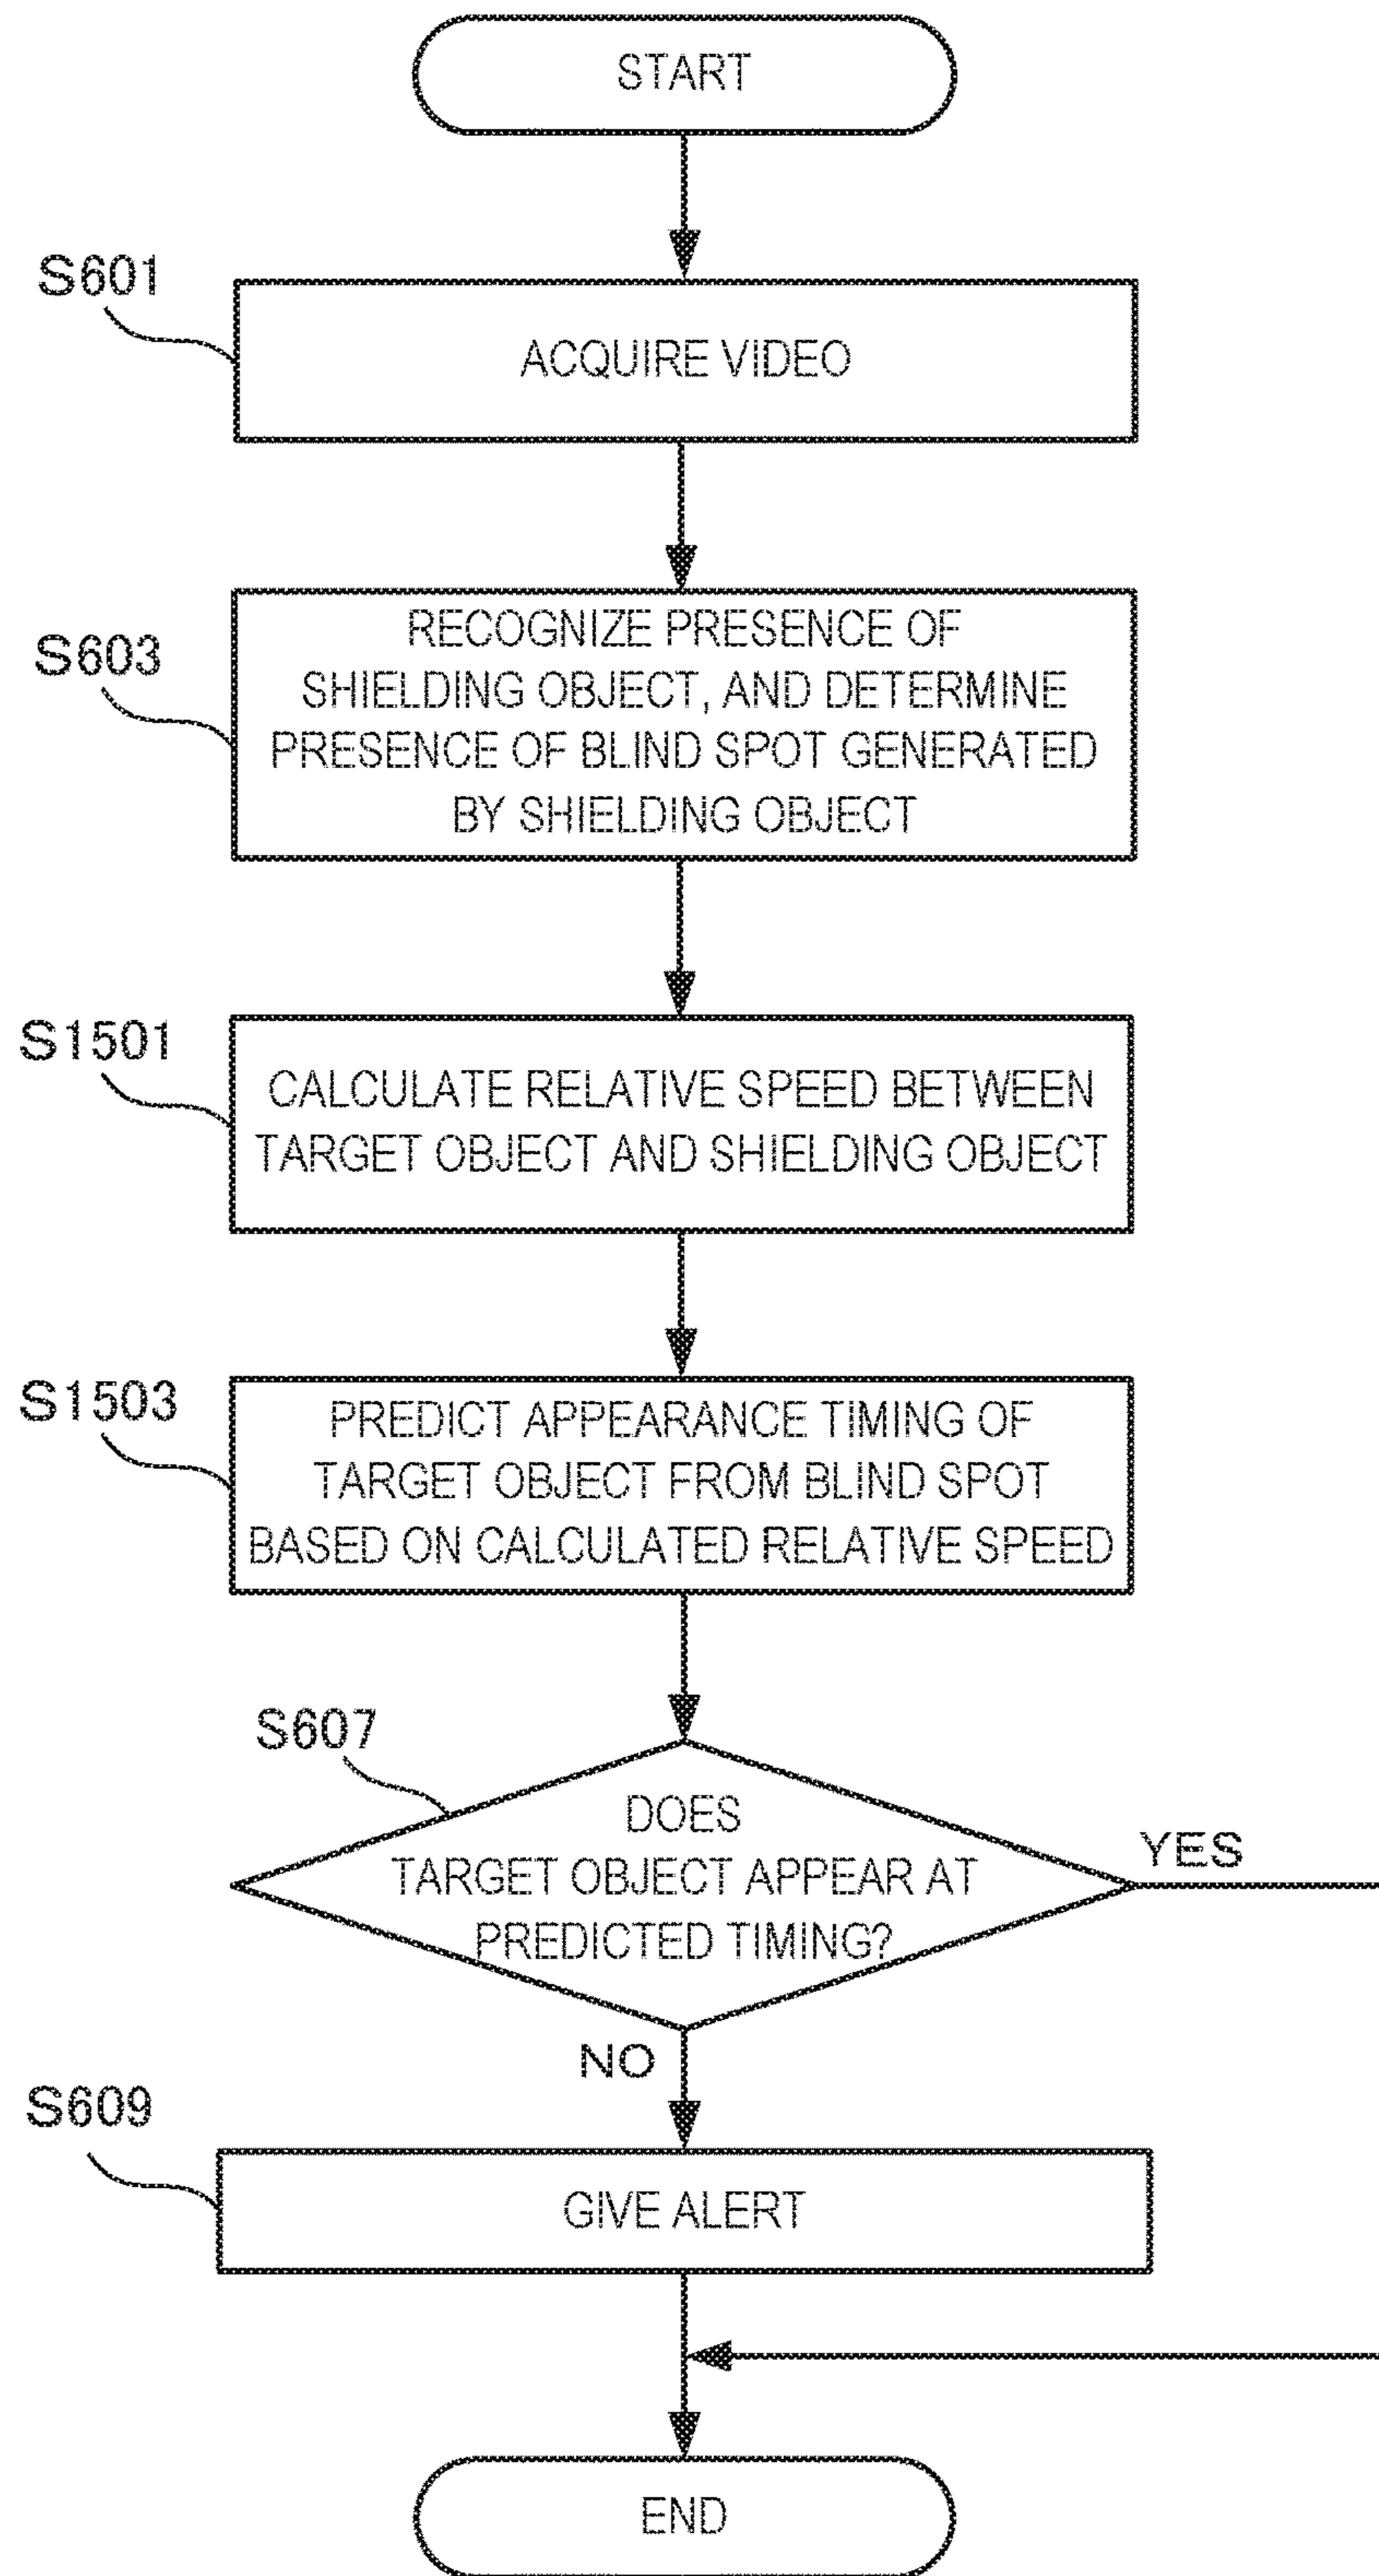 START
S601
ACQUIRE VIDEO
S603
RECOGNIZE PRESENCE OF
SHIELDING OBJECT, AND DETERMINE
PRESENCE OF BLIND SPOT GENERATED
BY SHIELDING OBJECT
S1501
CALCULATE RELATIVE SPEED BETWEEN
TARGET OBJECT AND SHIELDING OBJECT
S1503
PREDICT APPEARANCE TIMING OF
TARGET OBJECT FROM BLIND SPOT
BASED ON CALCULATED RELATIVE SPEED
S607
DOES
TARGET OBJECT APPEAR AT
PREDICTED TIMING?
YES
NO
S609
GIVE ALERT
END